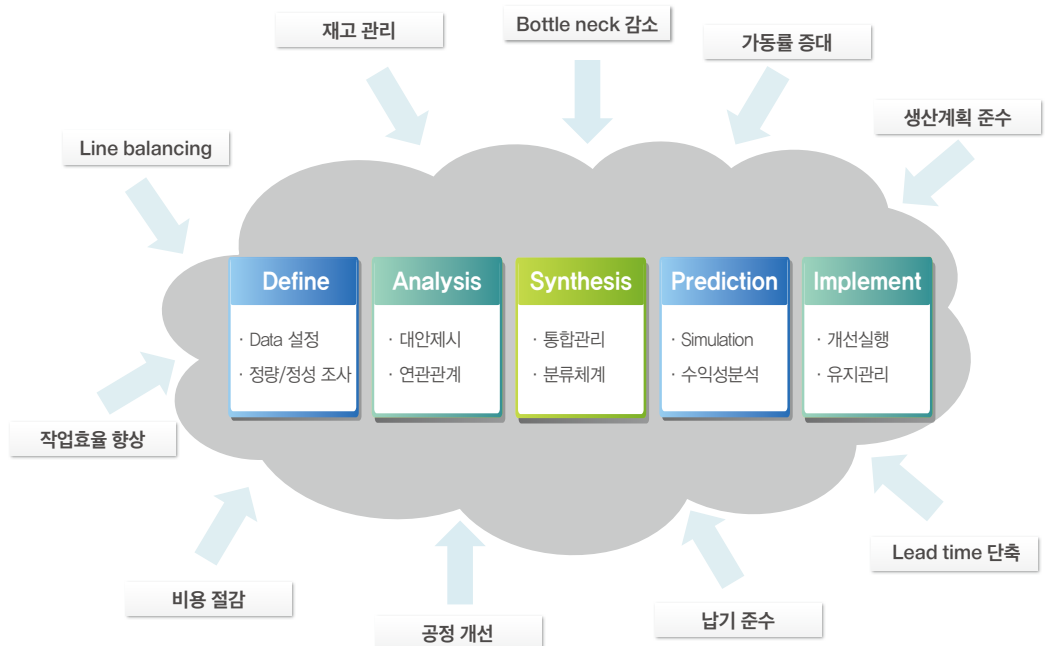 재고 관리
Bottle neck 감소
가동률 증대
생산계획 준수
Line balancing
Define
· Data 설정
· 정량/정성 조사
Analysis
· 대안제시
· 연관관계
Synthesis
· 통합관리
· 분류체계
Prediction
· Simulation
· 수익성분석
Implement
· 개선실행
· 유지관리
작업효율 향상
Lead time 단축
비용 절감
공정 개선
납기 준수